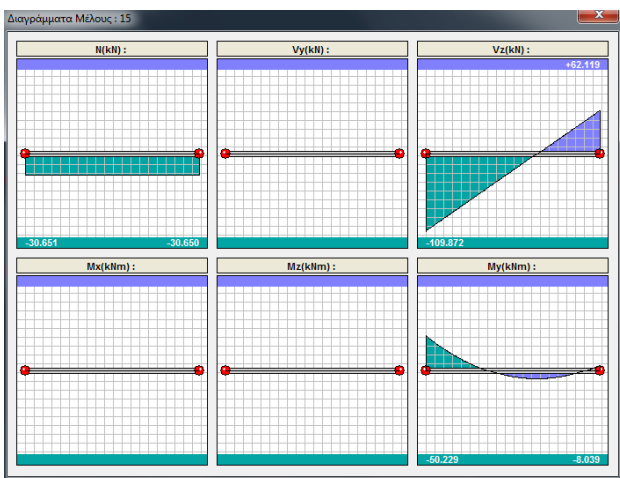 Διαγράμματα Μέλους : 15
N(kN) :
Vy(kN) :
Vz(kN) :
+62.119
-30.651
-30.650
-109.872
Mx(kNm) :
Mz(kNm) :
My(kNm) :
-50.229
-8.039